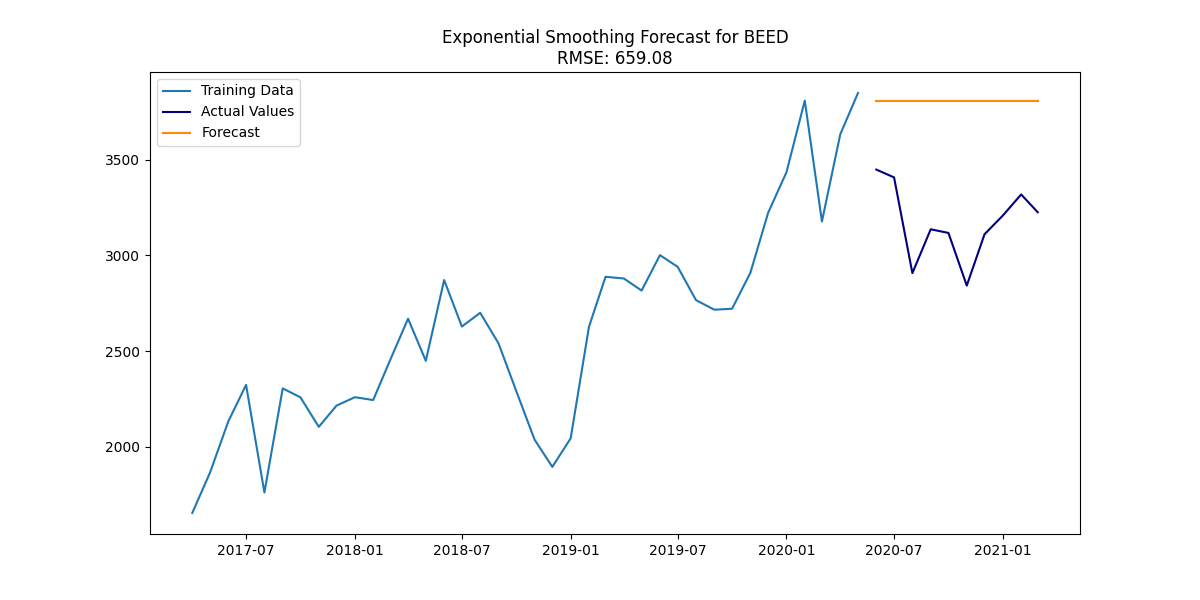 Exponential Smoothing Forecast for BEED
RMSE: 659.08
Training Data
Actual Values
Forecast
3500
3000
2500
2000
2017-07
2018-01
2018-07
2019-01
2019-07
2020-01
2020-07
2021-01